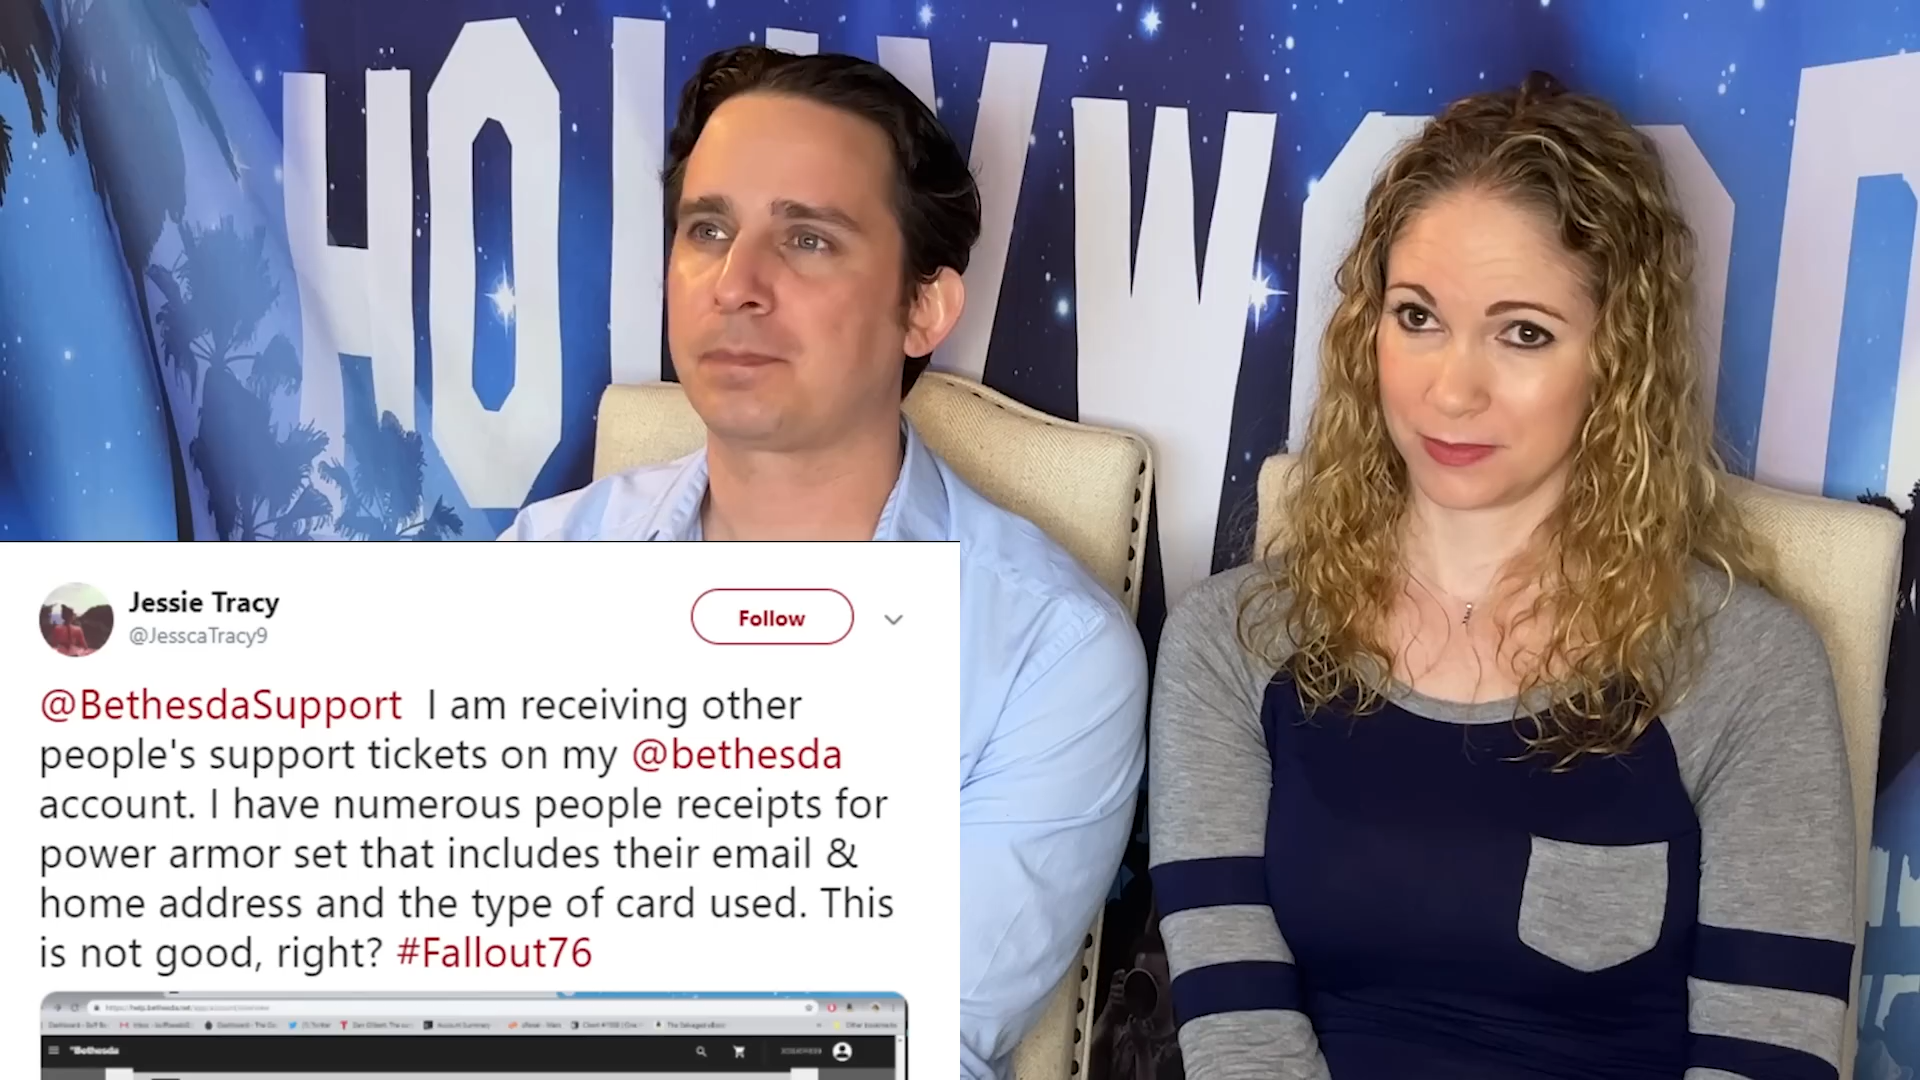 HOLLYWOOD
Jessie Tracy
@JesscaTracy9
Follow
@BethesdaSupport I am receiving other
people's support tickets on my @bethesda
account. I have numerous people receipts for
power armor set that includes their email &
home address and the type of card used. This
is not good, right? #Fallout76
Bethesda